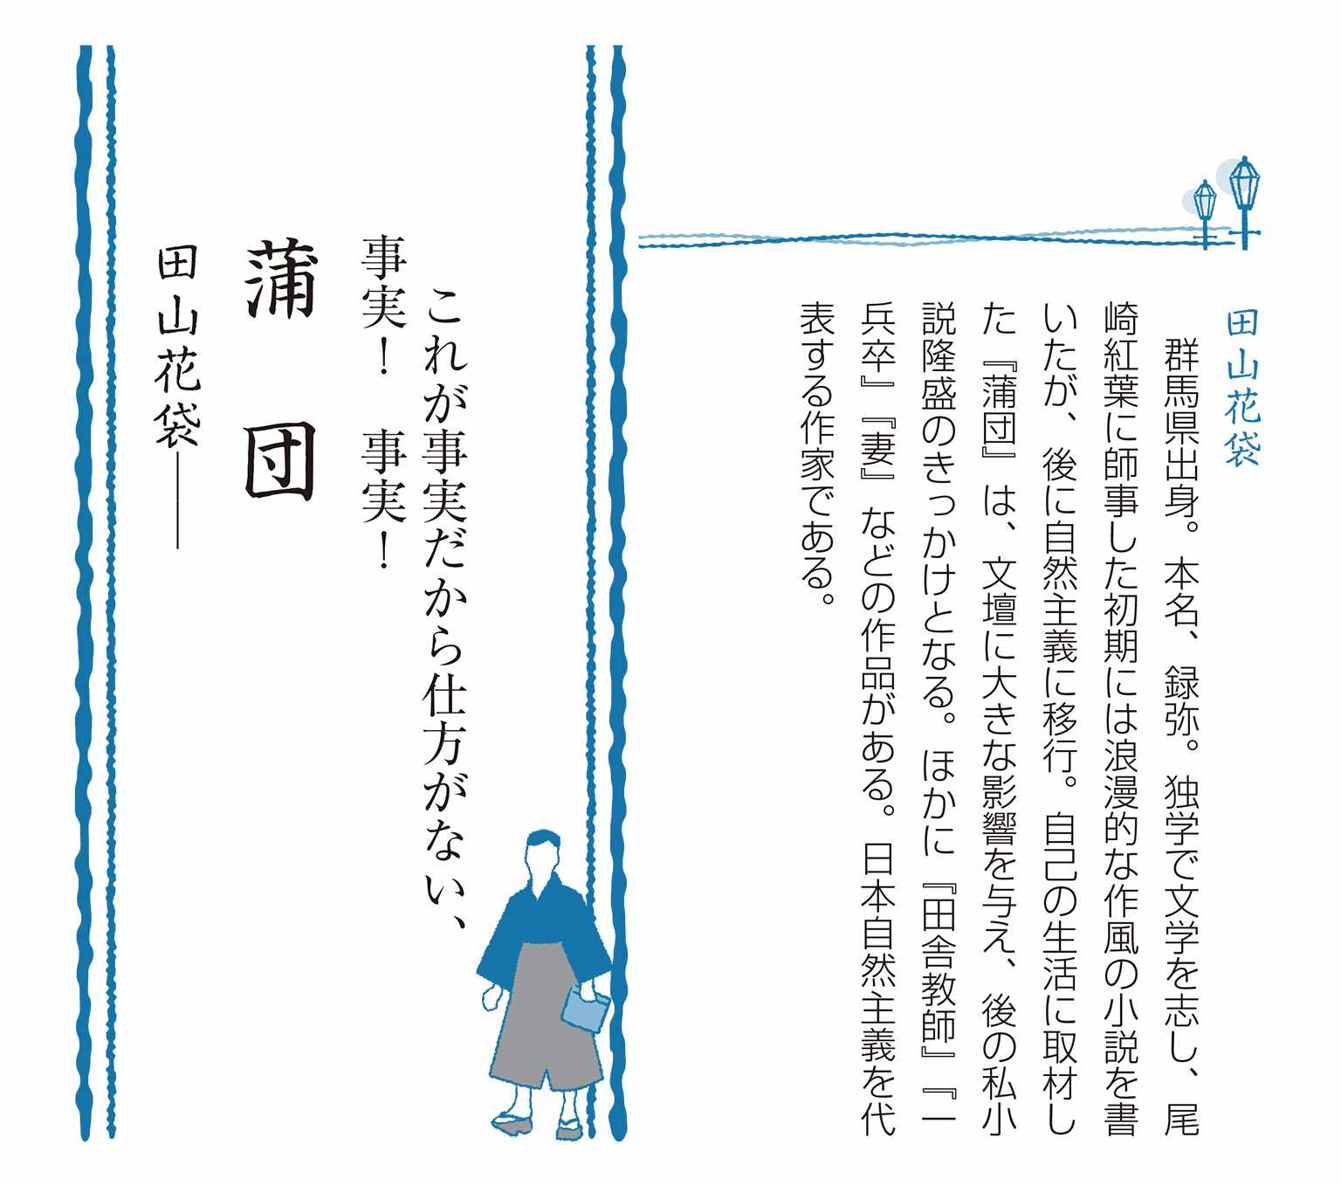 田山花袋
群馬県出身。本名、録弥。独学で文学を志し、尾
崎紅葉に師事した初期には浪漫的な作風の小説を書
いたが、後に自然主義に移行。自己の生活に取材し
た『蒲団』は、文壇に大きな影響を与え、後の私小
説隆盛のきっかけとなる。ほかに『田舎教師』『一
兵卒』『妻』などの作品がある。日本自然主義を代
表する作家である。
これが事実だから仕方がない、
事実！　事実！
蒲団
田山花袋――